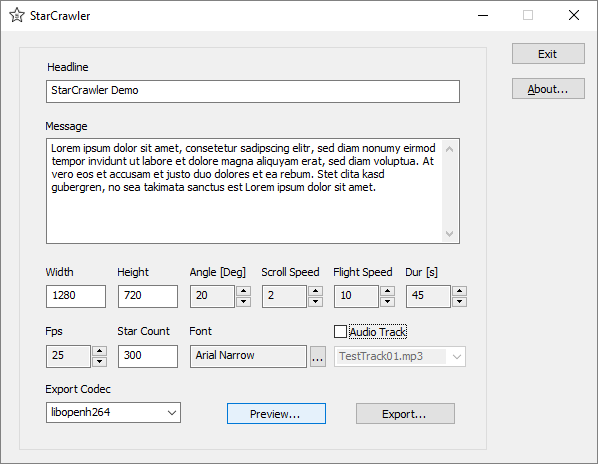 StarCrawler
Exit
Headline
StarCrawler Demo
About...
Message
Lorem ipsum dolor sit amet, consetetur sadipscing elitr, sed diam nonumy eirmod
tempor invidunt ut labore et dolore magna aliquyam erat, sed diam voluptua. At
vero eos et accusam et justo duo dolores et ea rebum. Stet clita kasd
gubergren, no sea takimata sanctus est Lorem ipsum dolor sit amet.
Width Height Angle [Deg] Scroll Speed Flight Speed Dur [s]
1280 720 20 2 10 45
Fps Star Count Font Audio Track
25 300 Arial Narrow ... TestTrack01.mp3
Export Codec
libopenh264 Preview... Export...